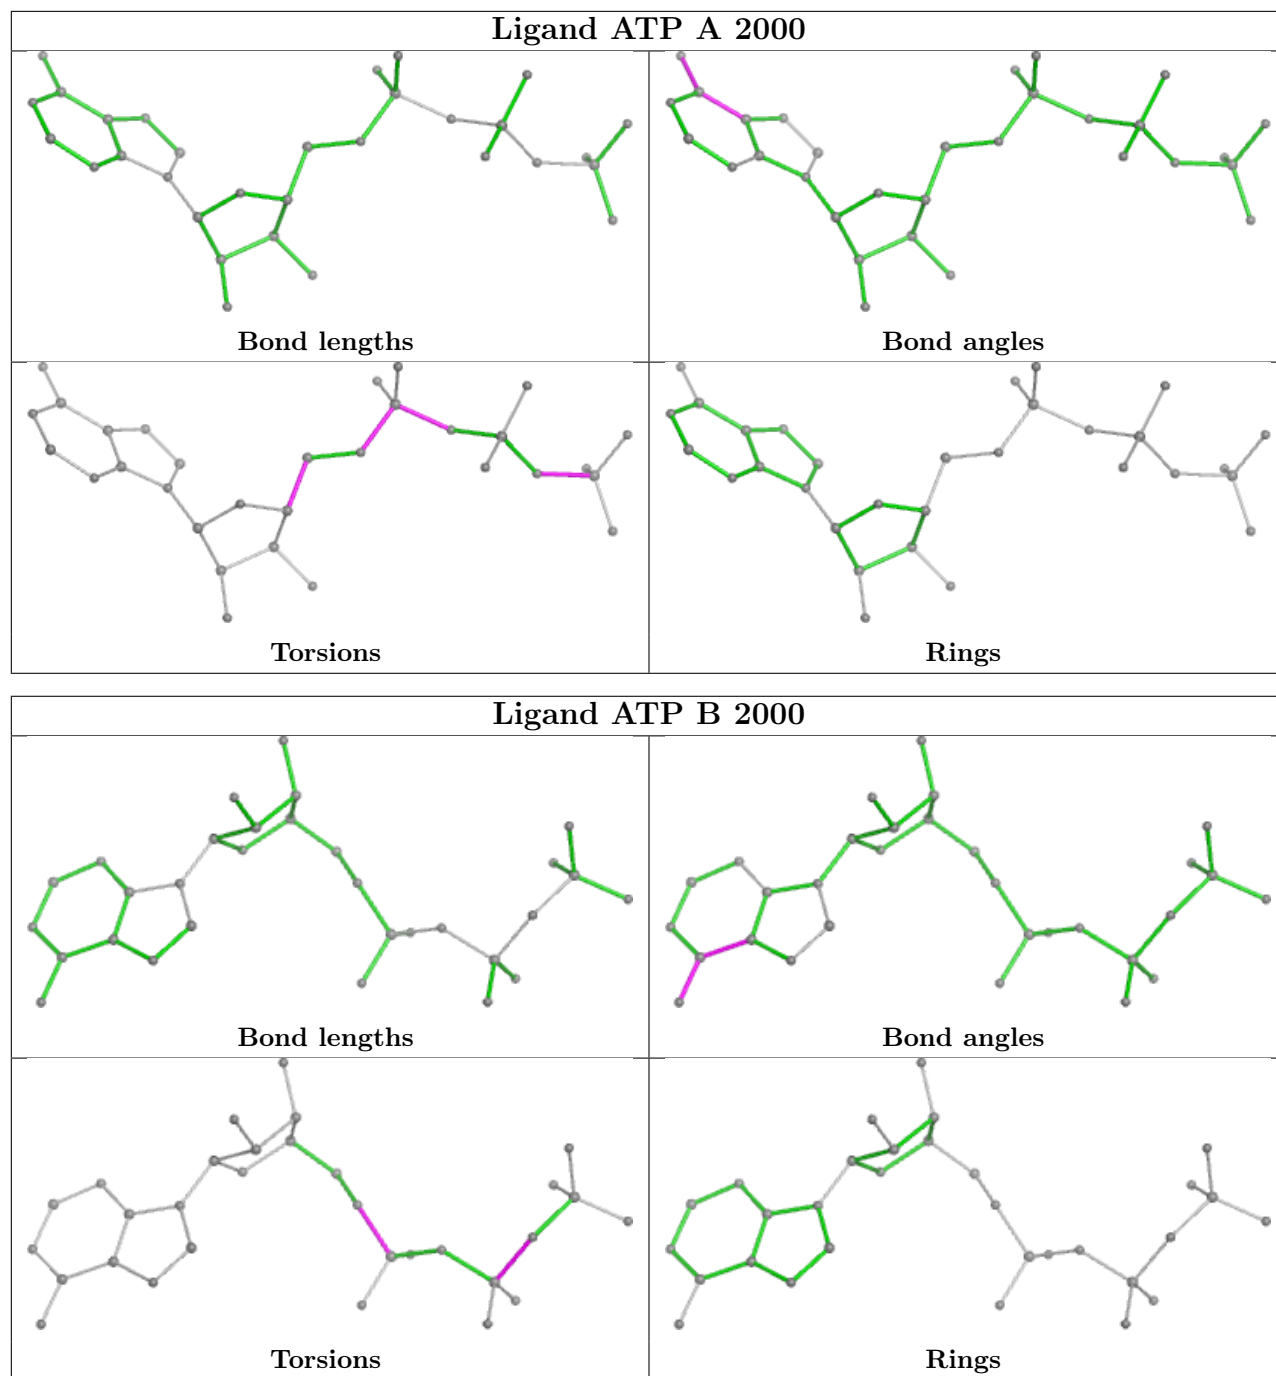 Ligand ATP A 2000
Bond lengths
Bond angles
Torsions
Rings
Ligand ATP B 2000
Bond lengths
Bond angles
Torsions
Rings